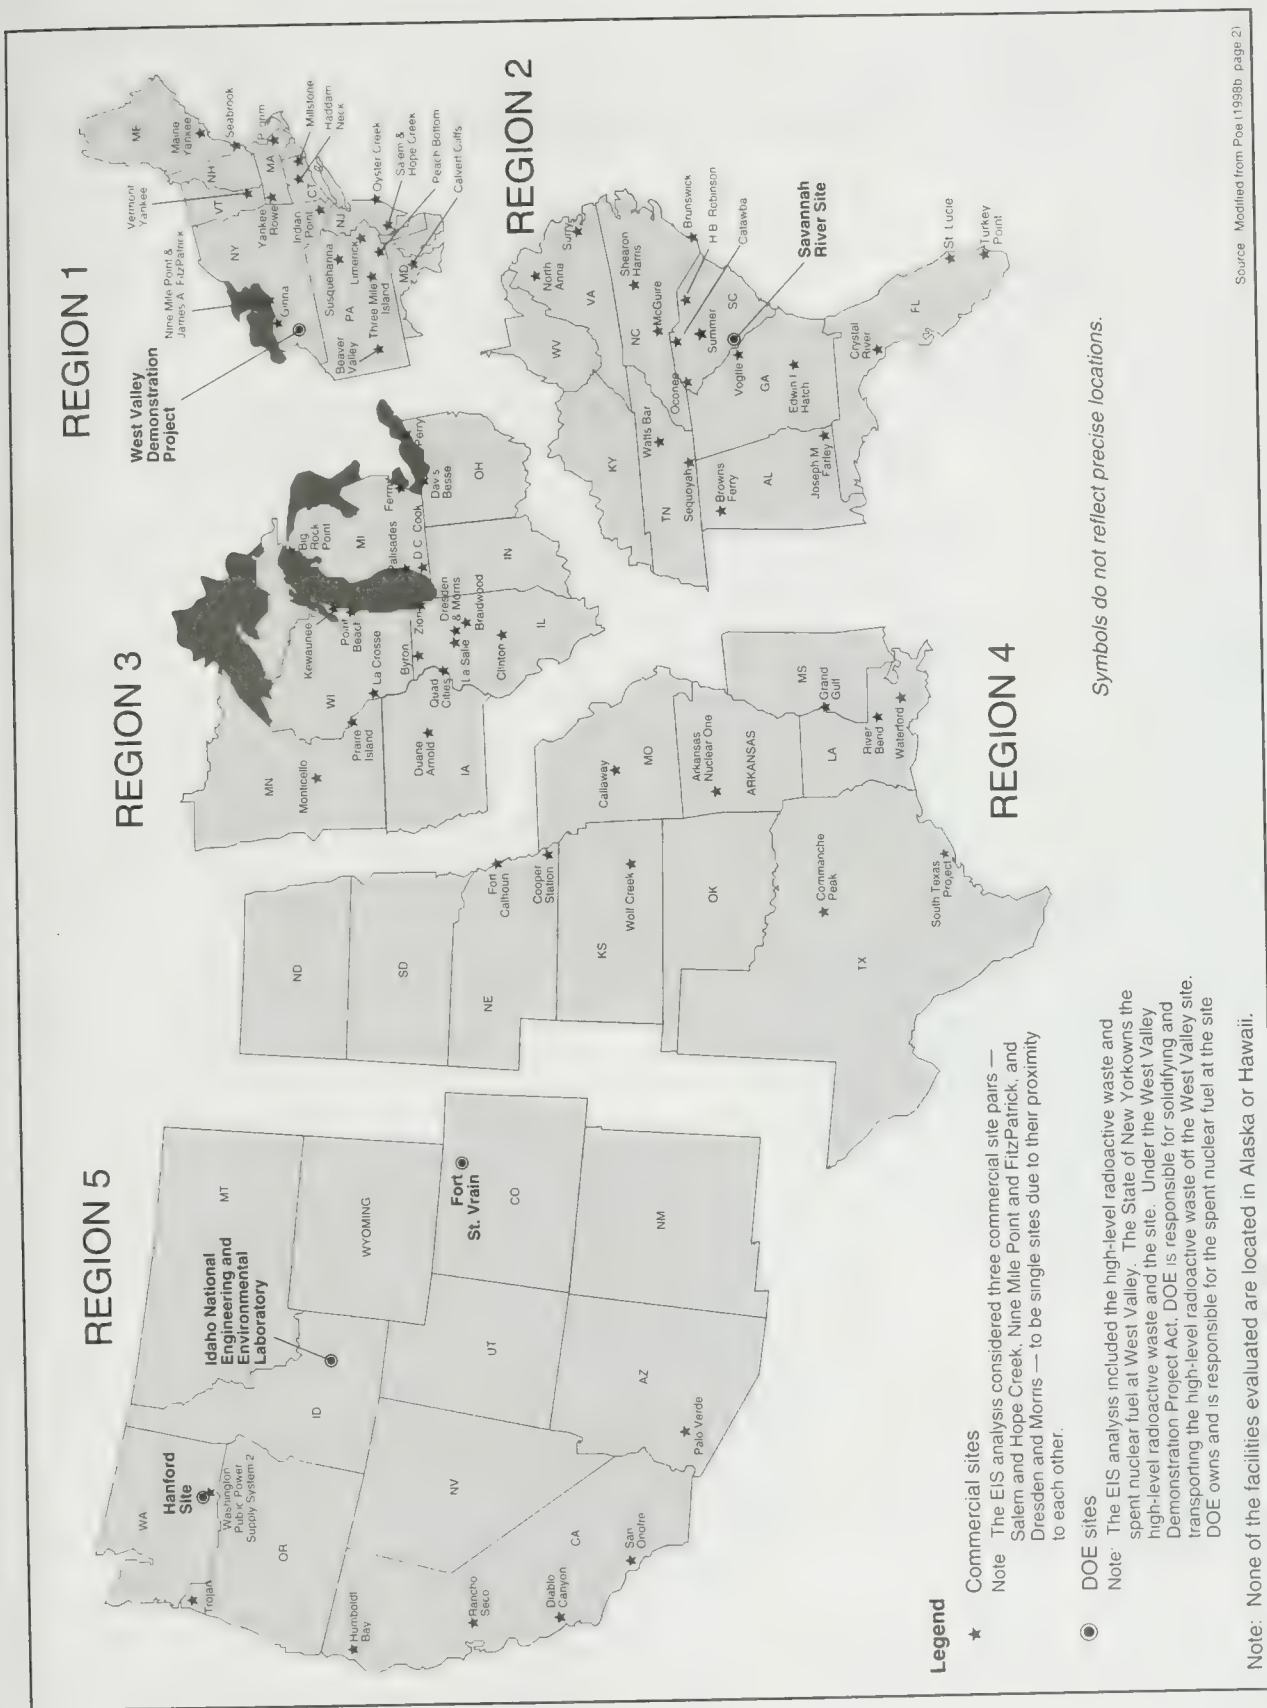 REGION 5
WA
Hanford
Site
Washington
Public Power
Supply System 2
Trojan
OR
Idaho National
Engineering and
Environmental
Laboratory
MT
ID
WYOMING
Humboldt
Bay
NV
UT
Fort
St. Vrain
CO
Rancho
Seco
Diablo
Canyon
CA
San
Onofre
AZ
Palo Verde
NM
REGION 3
MN
Monticello
Prairie
Island
WI
Kewaunee
Point
Beach
La Crosse
Big
Rock
Point
MI
Palisades
D C Cook
Fermi
Davis
Besse
Perry
OH
Duane
Arnold
IA
Byron
Zion
Quad
Cities
La Salle
Dresden
& Morris
Braidwood
Clinton
IL
IN
REGION 1
West Valley
Demonstration
Project
Nine Mile Point &
James A FitzPatrick
Ginna
NY
Vermont
Yankee
VT
NH
ME
Maine
Yankee
Seabrook
MA
Yankee
Rowe
Millstone
Haddam
Neck
CT
Indian
Point
NJ
Oyster Creek
Salem &
Hope Creek
Peach Bottom
Calvert Cliffs
Susquehanna
Limerick
PA
Three Mile
Island
Beaver
Valley
MD
REGION 4
ND
SD
NE
Fort
Calhoun
Cooper
Station
KS
Wolf Creek
Callaway
MO
Arkansas
Nuclear One
ARKANSAS
OK
TX
Commanche
Peak
South Texas
Project
LA
River
Bend
Waterford
MS
Grand
Gulf
REGION 2
KY
WV
VA
North
Anna
Surry
TN
Watts Bar
Sequoyah
NC
McGuire
Shearon
Harris
Brunswick
H B Robinson
Catawba
SC
Summer
Oconee
Savannah
River Site
Vogtle
GA
Edwin I
Hatch
Browns
Ferry
AL
Joseph M
Farley
Crystal
River
FL
St Lucie
Turkey
Point
Symbols do not reflect precise locations.
Legend
Commercial sites
Note The EIS analysis considered three commercial site pairs —
Salem and Hope Creek, Nine Mile Point and FitzPatrick, and
Dresden and Morris — to be single sites due to their proximity
to each other.
DOE sites
Note: The EIS analysis included the high-level radioactive waste and
spent nuclear fuel at West Valley. The State of New Yorkowns the
high-level radioactive waste and the site. Under the West Valley
Demonstration Project Act, DOE is responsible for solidifying and
transporting the high-level radioactive waste off the West Valley site.
DOE owns and is responsible for the spent nuclear fuel at the site
Note: None of the facilities evaluated are located in Alaska or Hawaii.
Source Modified from Poe (1998b page 2)